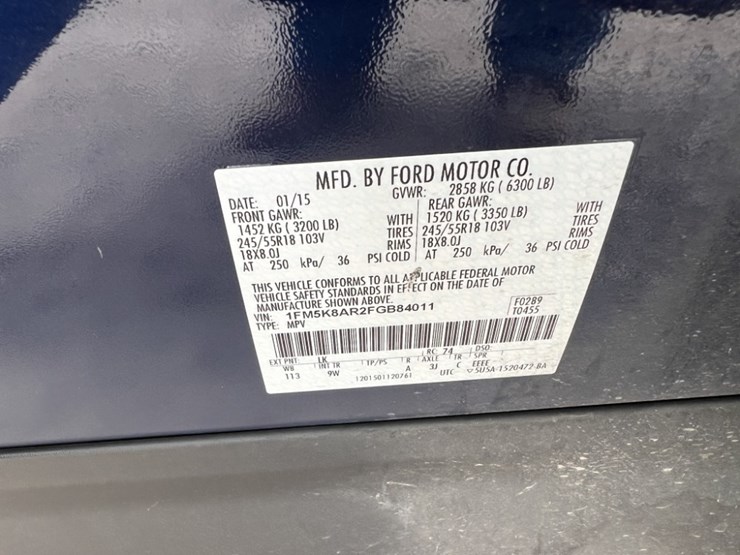 MFD. BY FORD MOTOR CO.
DATE: 01/15 GVWR: 2858 KG ( 6300 LB)
FRONT GAWR: REAR GAWR:
1452 KG ( 3200 LB) WITH 1520 KG ( 3350 LB) WITH
245/55R18 103V TIRES 245/55R18 103V TIRES
18X8.0J RIMS 18X8.0J RIMS
AT 250 kPa/ 36 PSI COLD AT 250 kPa/ 36 PSI COLD
THIS VEHICLE CONFORMS TO ALL APPLICABLE FEDERAL MOTOR
VEHICLE SAFETY STANDARDS IN EFFECT ON THE DATE OF
MANUFACTURE SHOWN ABOVE.
VIN: 1FM5K8AR2FGB84011 F0289
TYPE: MPV T0455
RC: 74 DSO
EXT PNT: LK
WB INT TR TP/PS R AXLE TR SPR
113 9W A 3J C EEEE
1201501120761 UTC 5USA-1520472-BA